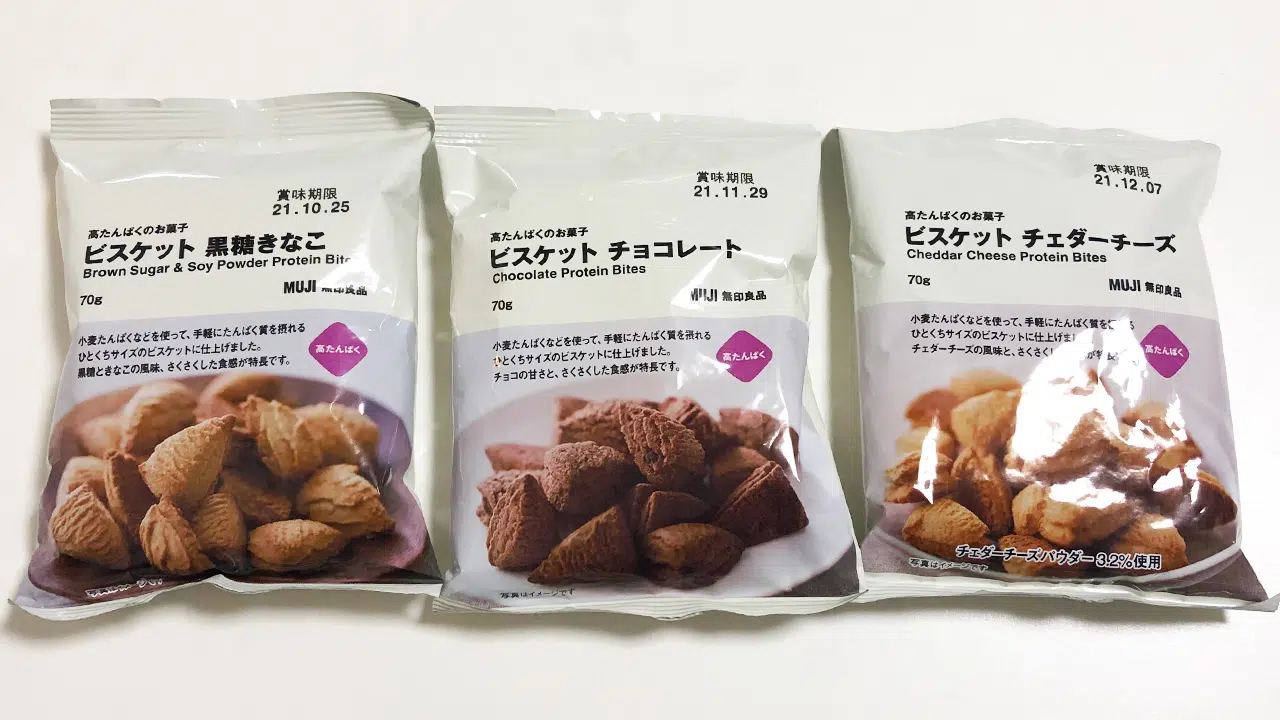 賞味期限
21.10.25
高たんぱくのお菓子
ビスケット 黒糖きなこ
Brown Sugar & Soy Powder Protein Bites
70g
MUJI 無印良品
小麦たんぱくなどを使って、手軽にたんぱく質を摂れる
ひとくちサイズのビスケットに仕上げました。
黒糖ときなこの風味、さくさくした食感が特長です。
高たんぱく
賞味期限
21.11.29
高たんぱくのお菓子
ビスケット チョコレート
Chocolate Protein Bites
70g
MUJI 無印良品
小麦たんぱくなどを使って、手軽にたんぱく質を摂れる
ひとくちサイズのビスケットに仕上げました。
チョコの甘さと、さくさくした食感が特長です。
高たんぱく
写真はイメージです
賞味期限
21.12.07
高たんぱくのお菓子
ビスケット チェダーチーズ
Cheddar Cheese Protein Bites
70g
MUJI 無印良品
小麦たんぱくなどを使って、手軽にたんぱく質を摂れる
ひとくちサイズのビスケットに仕上げました
チェダーチーズの風味と、さくさく が特長です。
高たんぱく
チェダーチーズパウダー 3.2%使用
写真はイメージです